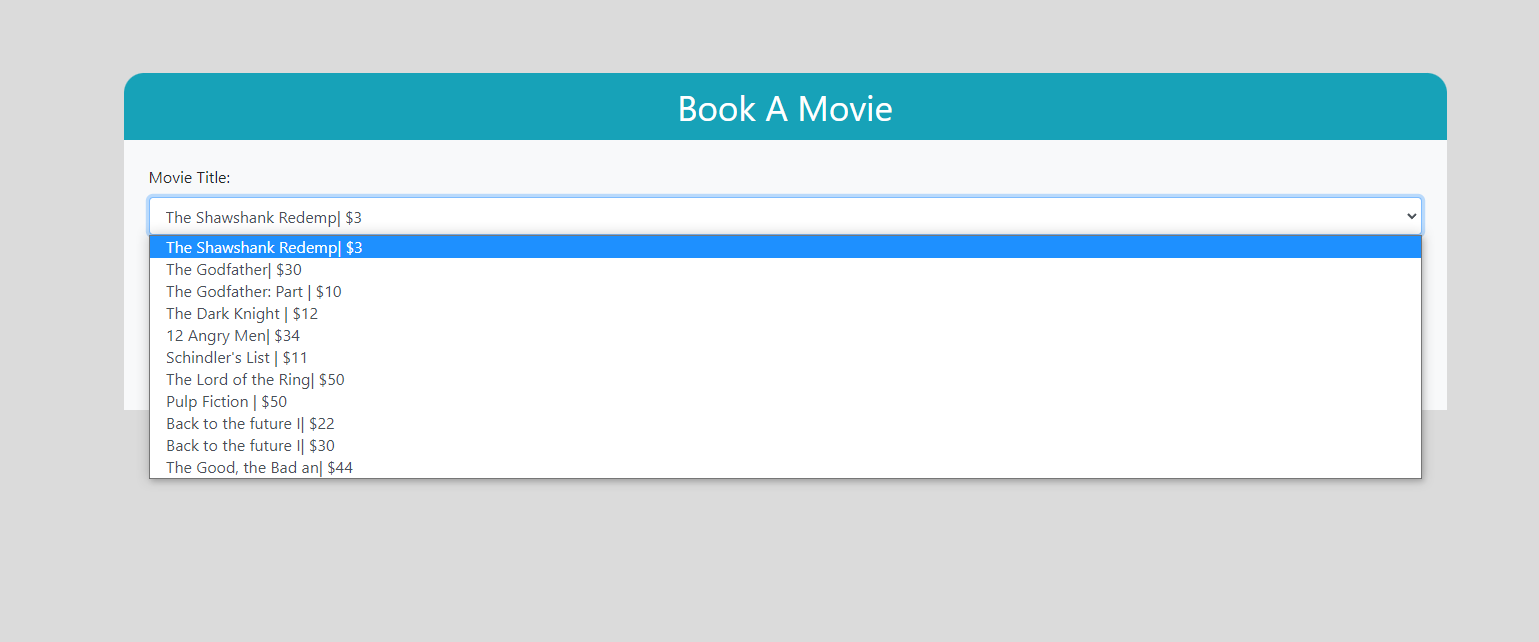 Book A Movie
Movie Title:
The Shawshank Redemp| $3
The Shawshank Redemp| $3
The Godfather| $30
The Godfather: Part | $10
The Dark Knight | $12
12 Angry Men| $34
Schindler's List | $11
The Lord of the Ring| $50
Pulp Fiction | $50
Back to the future I| $22
Back to the future I| $30
The Good, the Bad an| $44